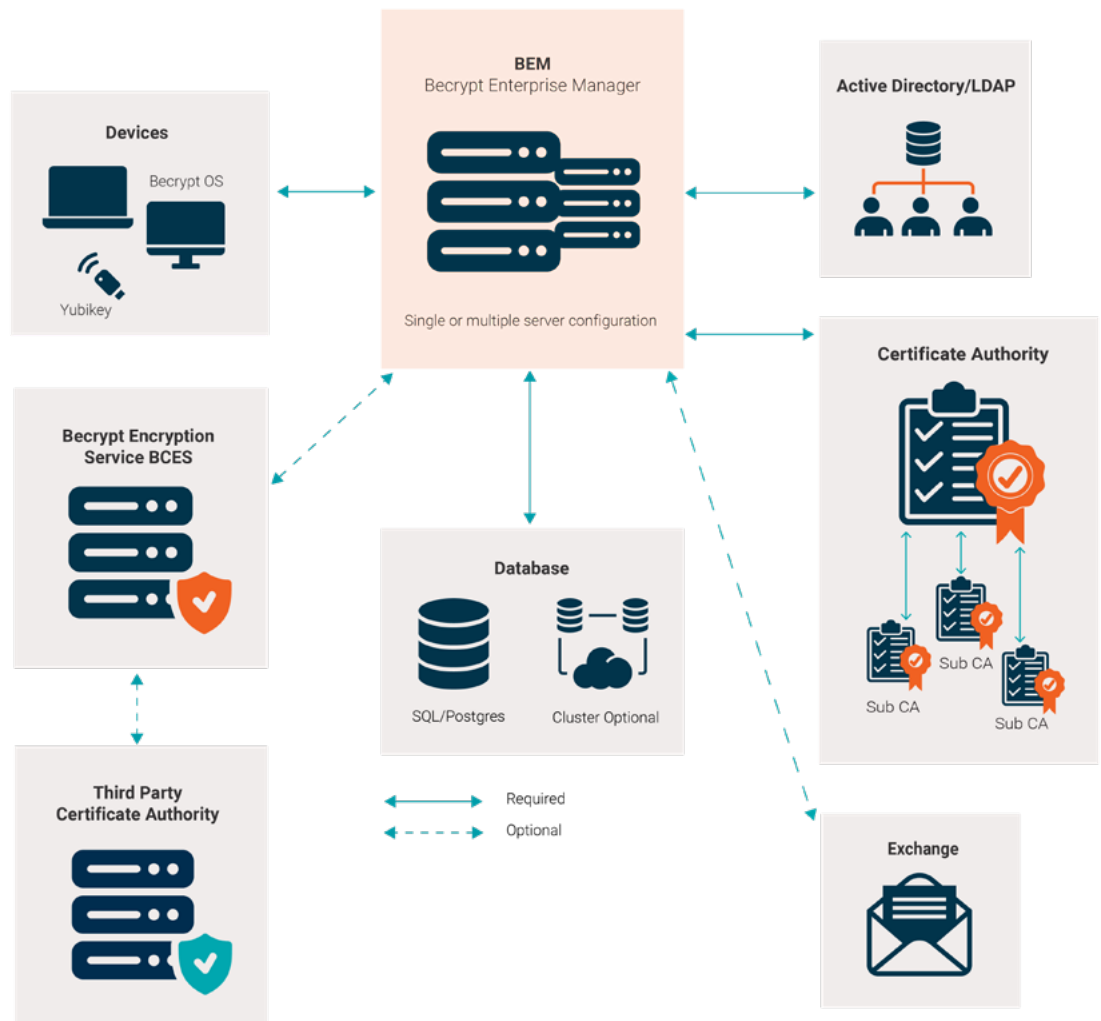 BEM
Becrypt Enterprise Manager
Single or multiple server configuration
Devices
Becrypt OS
Yubikey
Active Directory/LDAP
Becrypt Encryption
Service BCES
Certificate Authority
Sub CA
Sub CA
Sub CA
Database
SQL/Postgres
Cluster Optional
Third Party
Certificate Authority
Required
Optional
Exchange